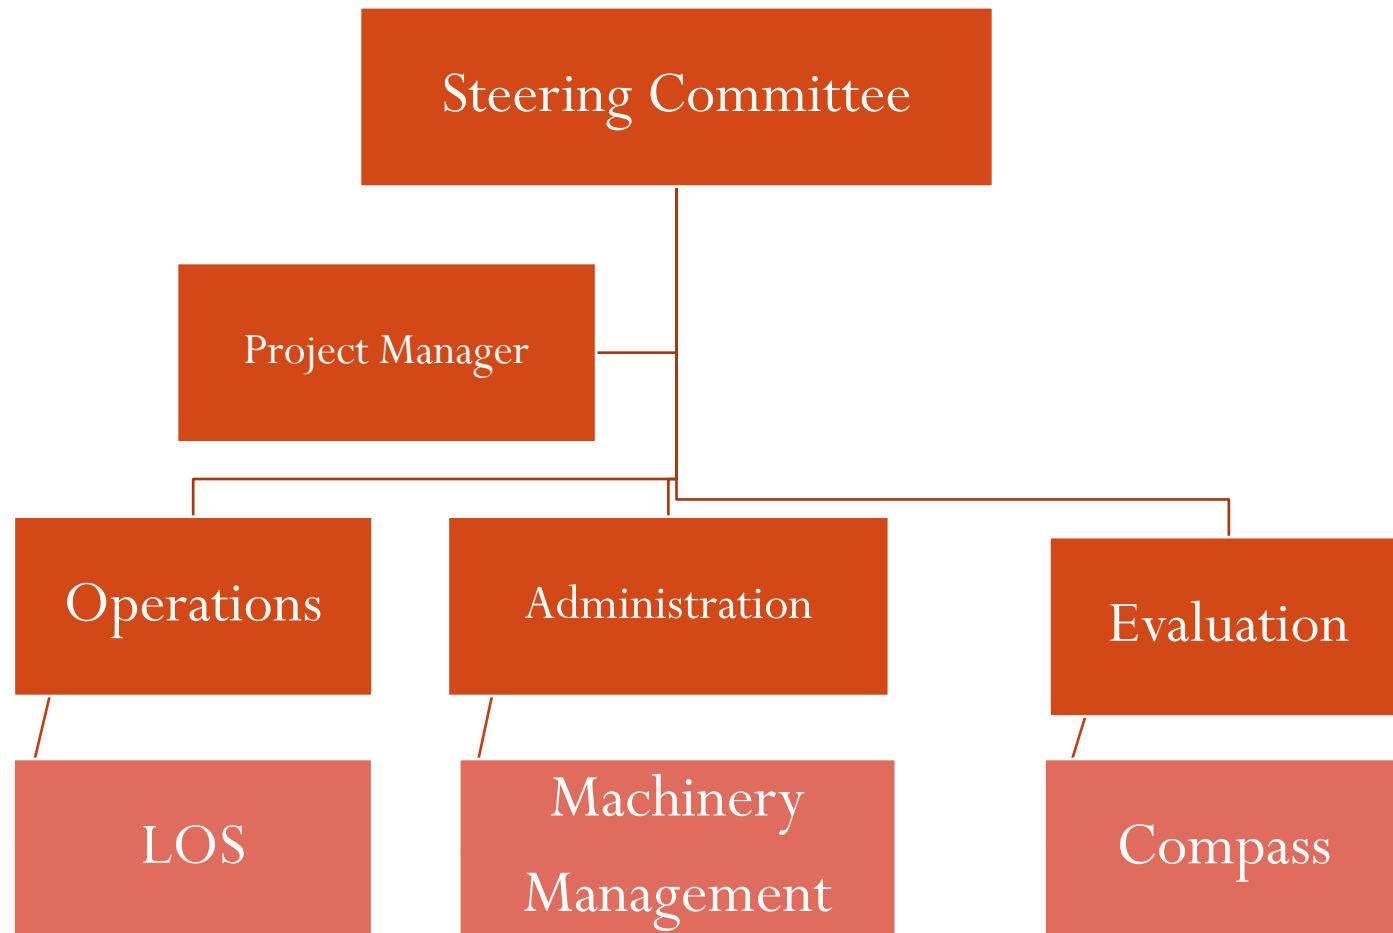 Steering Committee
Project Manager
Operations
Administration
Evaluation
LOS
Machinery
Management
Compass